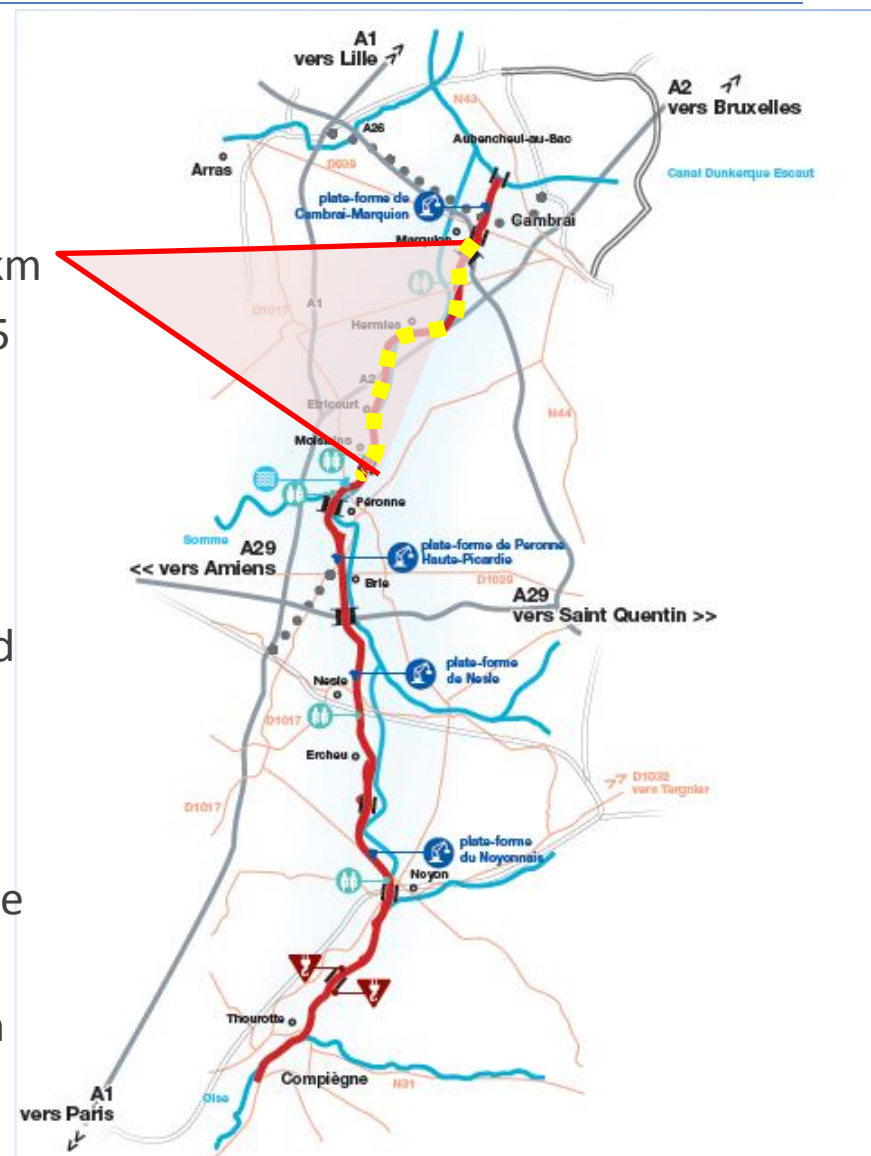 A1
vers Lille
A2
vers Bruxelles
N43
A26
Aubencheul-au-Bac
Arras
D939
Canal Dunkerque Escaut
plate-forme de
Cambrai-Marquion
Cambrai
Marquion
km
D1017
A1
5
Hermies
A2
Etricourt
N44
Moislains
Péronne
Somme
A29
<< vers Amiens
plate-forme de Peronne
Haute-Picardie
D1029
Brie
A29
vers Saint Quentin >>
d
plate-forme
de Nesle
Nesle
D1017
Ercheu
D1032
vers Tergnier
D1017
plate-forme
du Noyonnais
Noyon
e
Thourotte
Compiègne
N31
Oise
A1
vers Paris